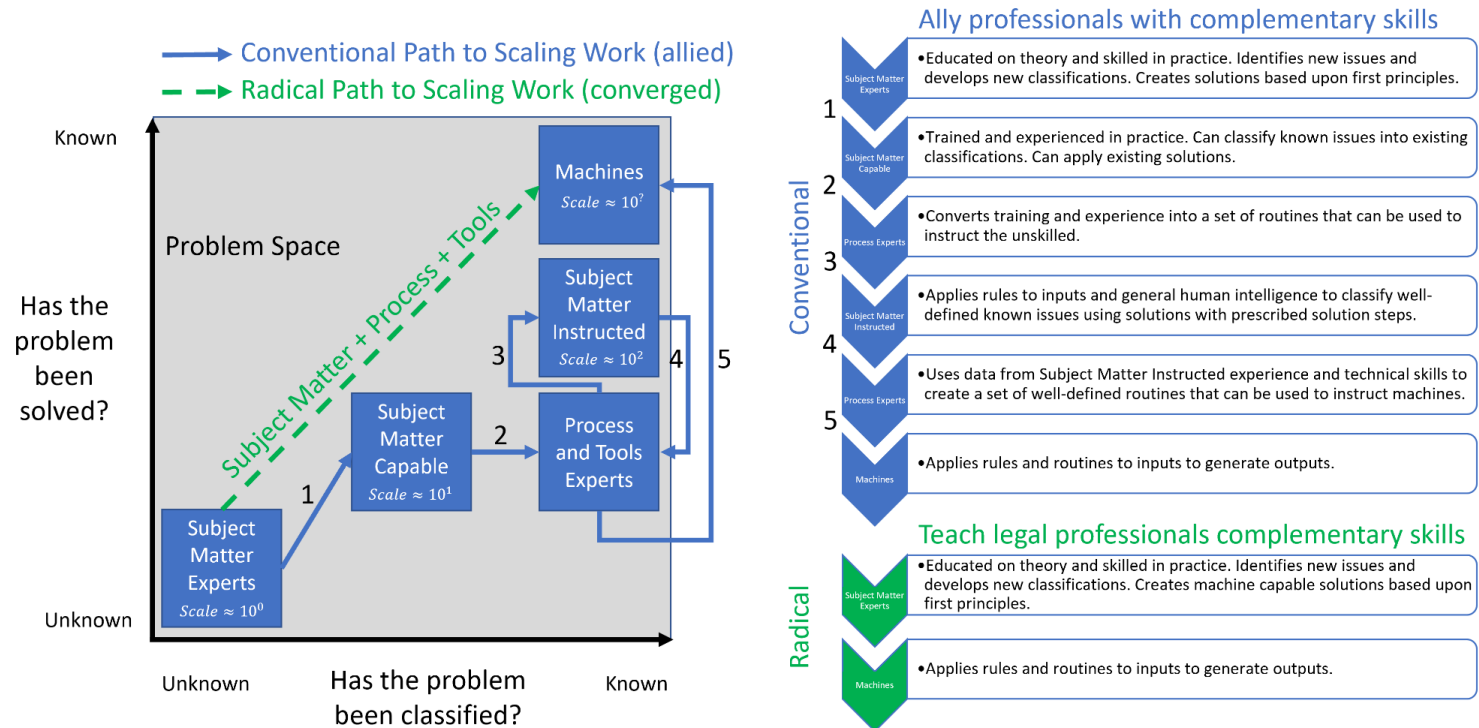 Conventional Path to Scaling Work (allied)
Radical Path to Scaling Work (converged)
Known
Has the
problem
been
solved?
Unknown
Problem Space
Subject Matter + Process + Tools
Machines
Scale ≈ 10^?
Subject
Matter
Instructed
Scale ≈ 10^2
3
4
5
Subject
Matter
Capable
Scale ≈ 10^1
2
Process
and Tools
Experts
1
Subject
Matter
Experts
Scale ≈ 10^0
Unknown
Has the problem
been classified?
Known
Ally professionals with complementary skills
Conventional
Subject Matter
Experts
•Educated on theory and skilled in practice. Identifies new issues and
develops new classifications. Creates solutions based upon first principles.
1
Subject Matter
Capable
•Trained and experienced in practice. Can classify known issues into existing
classifications. Can apply existing solutions.
2
Process Experts
•Converts training and experience into a set of routines that can be used to
instruct the unskilled.
3
Subject Matter
Instructed
•Applies rules to inputs and general human intelligence to classify well-
defined known issues using solutions with prescribed solution steps.
4
Process Experts
•Uses data from Subject Matter Instructed experience and technical skills to
create a set of well-defined routines that can be used to instruct machines.
5
Machines
•Applies rules and routines to inputs to generate outputs.
Teach legal professionals complementary skills
Radical
Subject Matter
Experts
•Educated on theory and skilled in practice. Identifies new issues and
develops new classifications. Creates machine capable solutions based upon
first principles.
Machines
•Applies rules and routines to inputs to generate outputs.